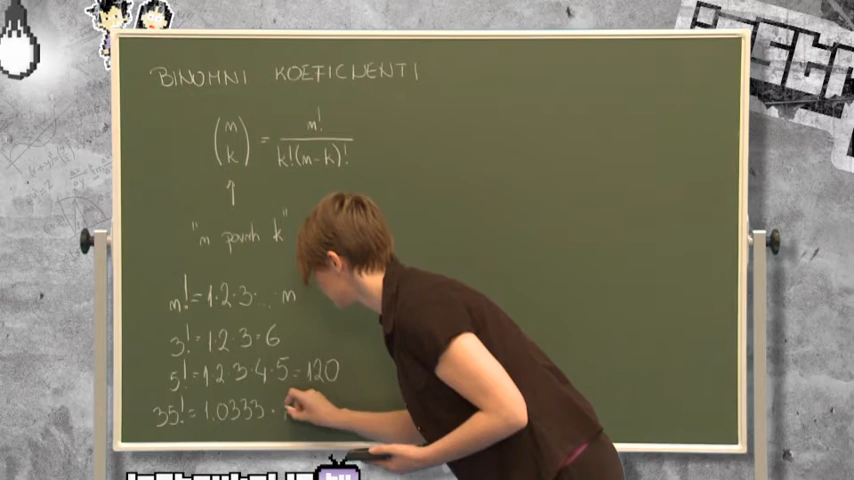 BINOMNI KOEFICIJENTI
(n k) = n! / k!(n-k)!
↑
"n povrh k"
n! = 1·2·3·...·n
3! = 1·2·3 = 6
5! = 1·2·3·4·5 = 120
35! = 1.0333 ·